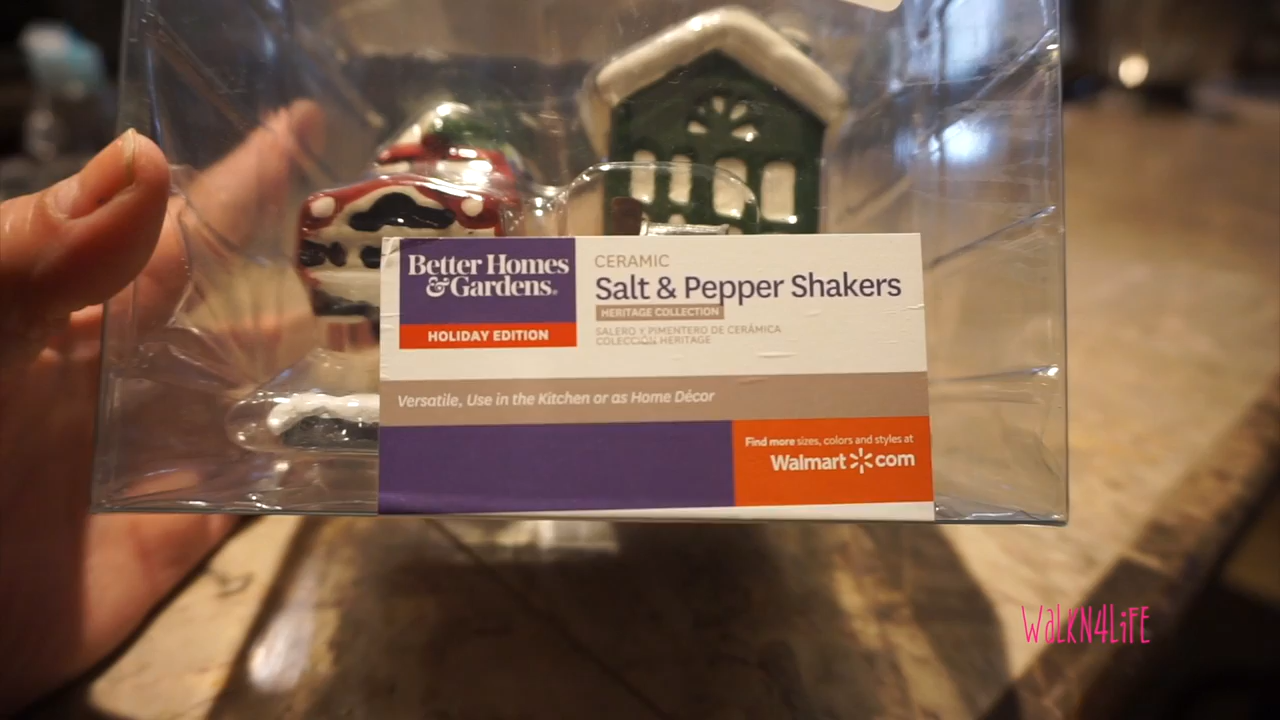 Better Homes
& Gardens®
HOLIDAY EDITION
CERAMIC
Salt & Pepper Shakers
HERITAGE COLLECTION
SALERO Y PIMENTERO DE CERÁMICA
COLECCIÓN HERITAGE
Versatile, Use in the Kitchen or as Home Décor
Find more sizes, colors and styles at
Walmart com
WalkN4Life